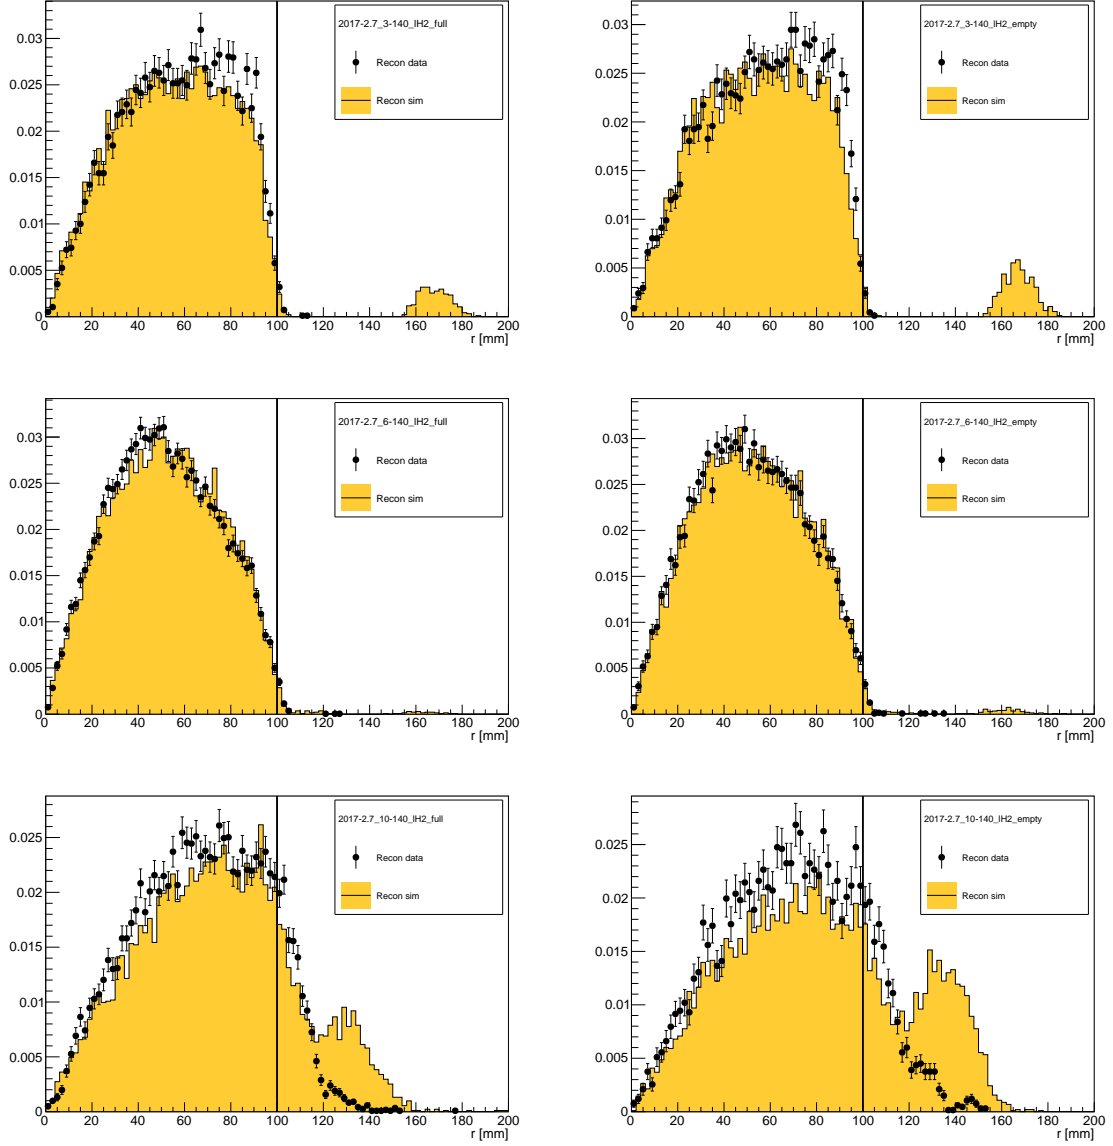 2017-2.7_3-140_lH2_full
Recon data
Recon sim
0
0.005
0.01
0.015
0.02
0.025
0.03
0 20 40 60 80 100 120 140 160 180 200
r [mm]
2017-2.7_3-140_lH2_empty
Recon data
Recon sim
0
0.005
0.01
0.015
0.02
0.025
0.03
0 20 40 60 80 100 120 140 160 180 200
r [mm]
2017-2.7_6-140_lH2_full
Recon data
Recon sim
0
0.005
0.01
0.015
0.02
0.025
0.03
0 20 40 60 80 100 120 140 160 180 200
r [mm]
2017-2.7_6-140_lH2_empty
Recon data
Recon sim
0
0.005
0.01
0.015
0.02
0.025
0.03
0 20 40 60 80 100 120 140 160 180 200
r [mm]
2017-2.7_10-140_lH2_full
Recon data
Recon sim
0
0.005
0.01
0.015
0.02
0.025
0 20 40 60 80 100 120 140 160 180 200
r [mm]
2017-2.7_10-140_lH2_empty
Recon data
Recon sim
0
0.005
0.01
0.015
0.02
0.025
0 20 40 60 80 100 120 140 160 180 200
r [mm]